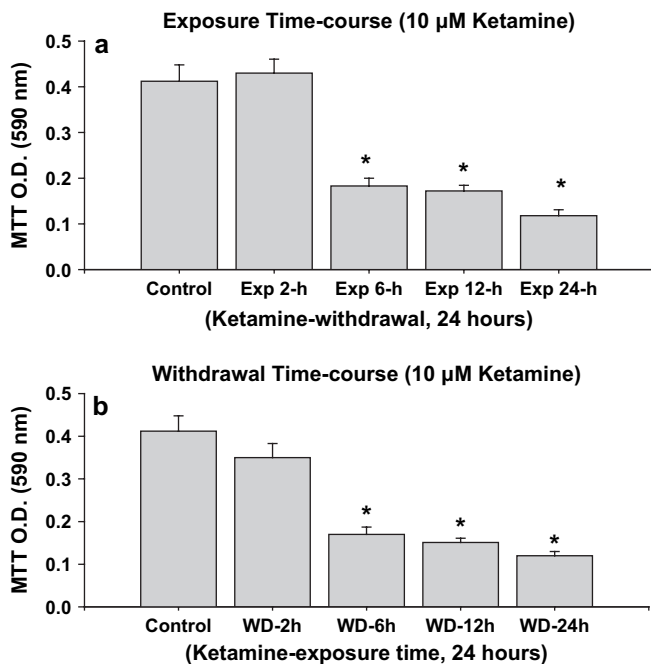 Exposure Time-course (10 µM Ketamine)
a
0.5
0.4
0.3
0.2
0.1
0.0
MTT O.D. (590 nm)
* * *
Control Exp 2-h Exp 6-h Exp 12-h Exp 24-h
(Ketamine-withdrawal, 24 hours)
Withdrawal Time-course (10 µM Ketamine)
b
0.5
0.4
0.3
0.2
0.1
0.0
MTT O.D. (590 nm)
* * *
Control WD-2h WD-6h WD-12h WD-24h
(Ketamine-exposure time, 24 hours)